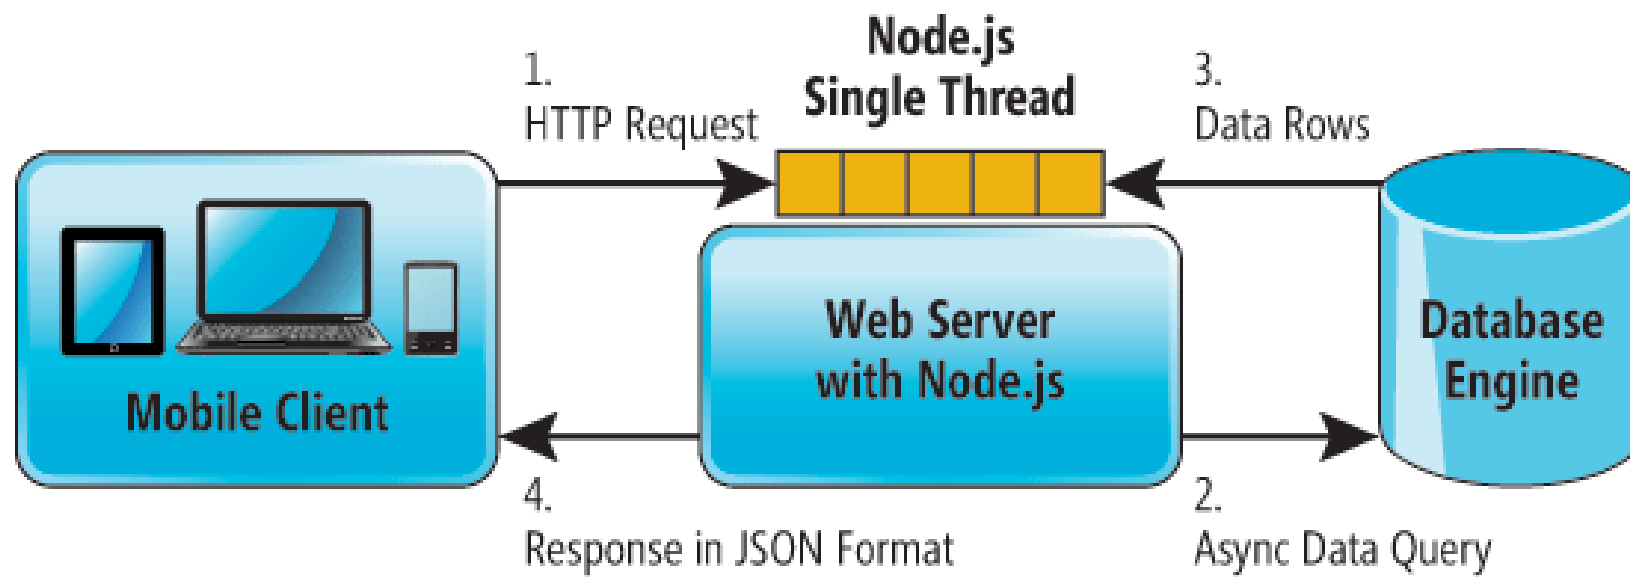 Node.js
Single Thread
1.
HTTP Request
3.
Data Rows
Mobile Client
Web Server
with Node.js
Database
Engine
4.
Response in JSON Format
2.
Async Data Query